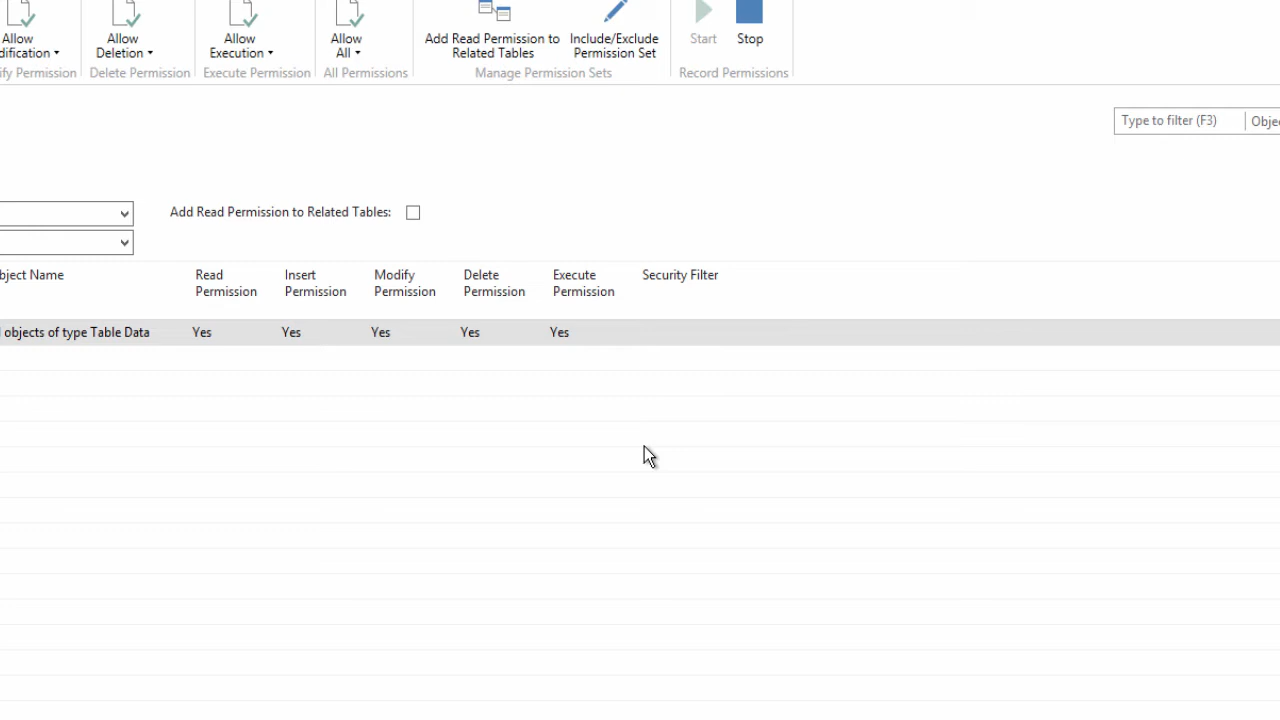 Allow
Allow
Allow
Allow
Add Read Permission to
Include/Exclude
Start
Stop
dification
Deletion
Execution
All
Related Tables
Permission Set
fy Permission
Delete Permission
Execute Permission
All Permissions
Manage Permission Sets
Record Permissions
Type to filter (F3)
Objec
Add Read Permission to Related Tables:
bject Name
Read
Permission
Insert
Permission
Modify
Permission
Delete
Permission
Execute
Permission
Security Filter
l objects of type Table Data
Yes
Yes
Yes
Yes
Yes